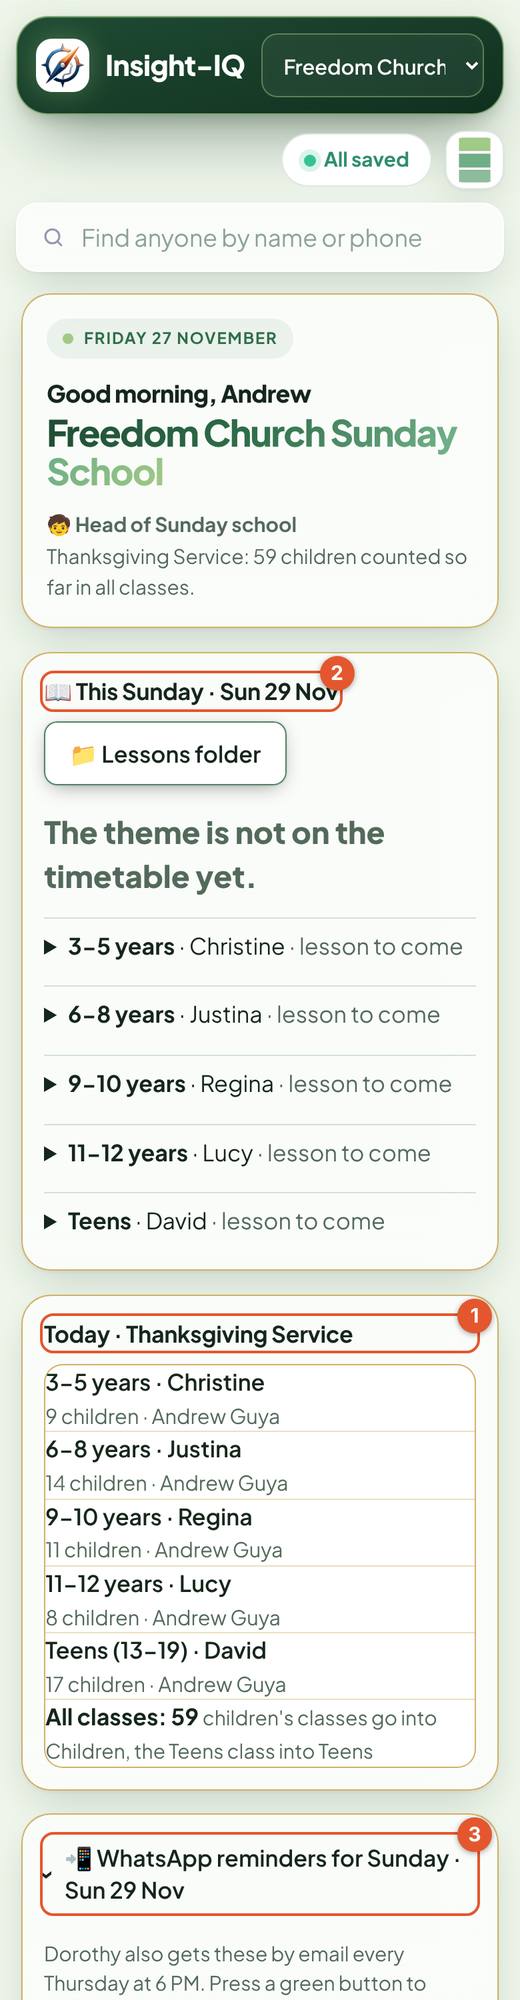 Insight-IQ
Freedom Church
All saved
Find anyone by name or phone
FRIDAY 27 NOVEMBER
Good morning, Andrew
Freedom Church Sunday
School
🧒 Head of Sunday school
Thanksgiving Service: 59 children counted so
far in all classes.
2
📖 This Sunday · Sun 29 Nov
📁 Lessons folder
The theme is not on the
timetable yet.
▶ 3–5 years · Christine · lesson to come
▶ 6–8 years · Justina · lesson to come
▶ 9–10 years · Regina · lesson to come
▶ 11–12 years · Lucy · lesson to come
▶ Teens · David · lesson to come
1
Today · Thanksgiving Service
3–5 years · Christine
9 children · Andrew Guya
6–8 years · Justina
14 children · Andrew Guya
9–10 years · Regina
11 children · Andrew Guya
11–12 years · Lucy
8 children · Andrew Guya
Teens (13–19) · David
17 children · Andrew Guya
All classes: 59 children's classes go into
Children, the Teens class into Teens
3
📲 WhatsApp reminders for Sunday ·
Sun 29 Nov
Dorothy also gets these by email every
Thursday at 6 PM. Press a green button to